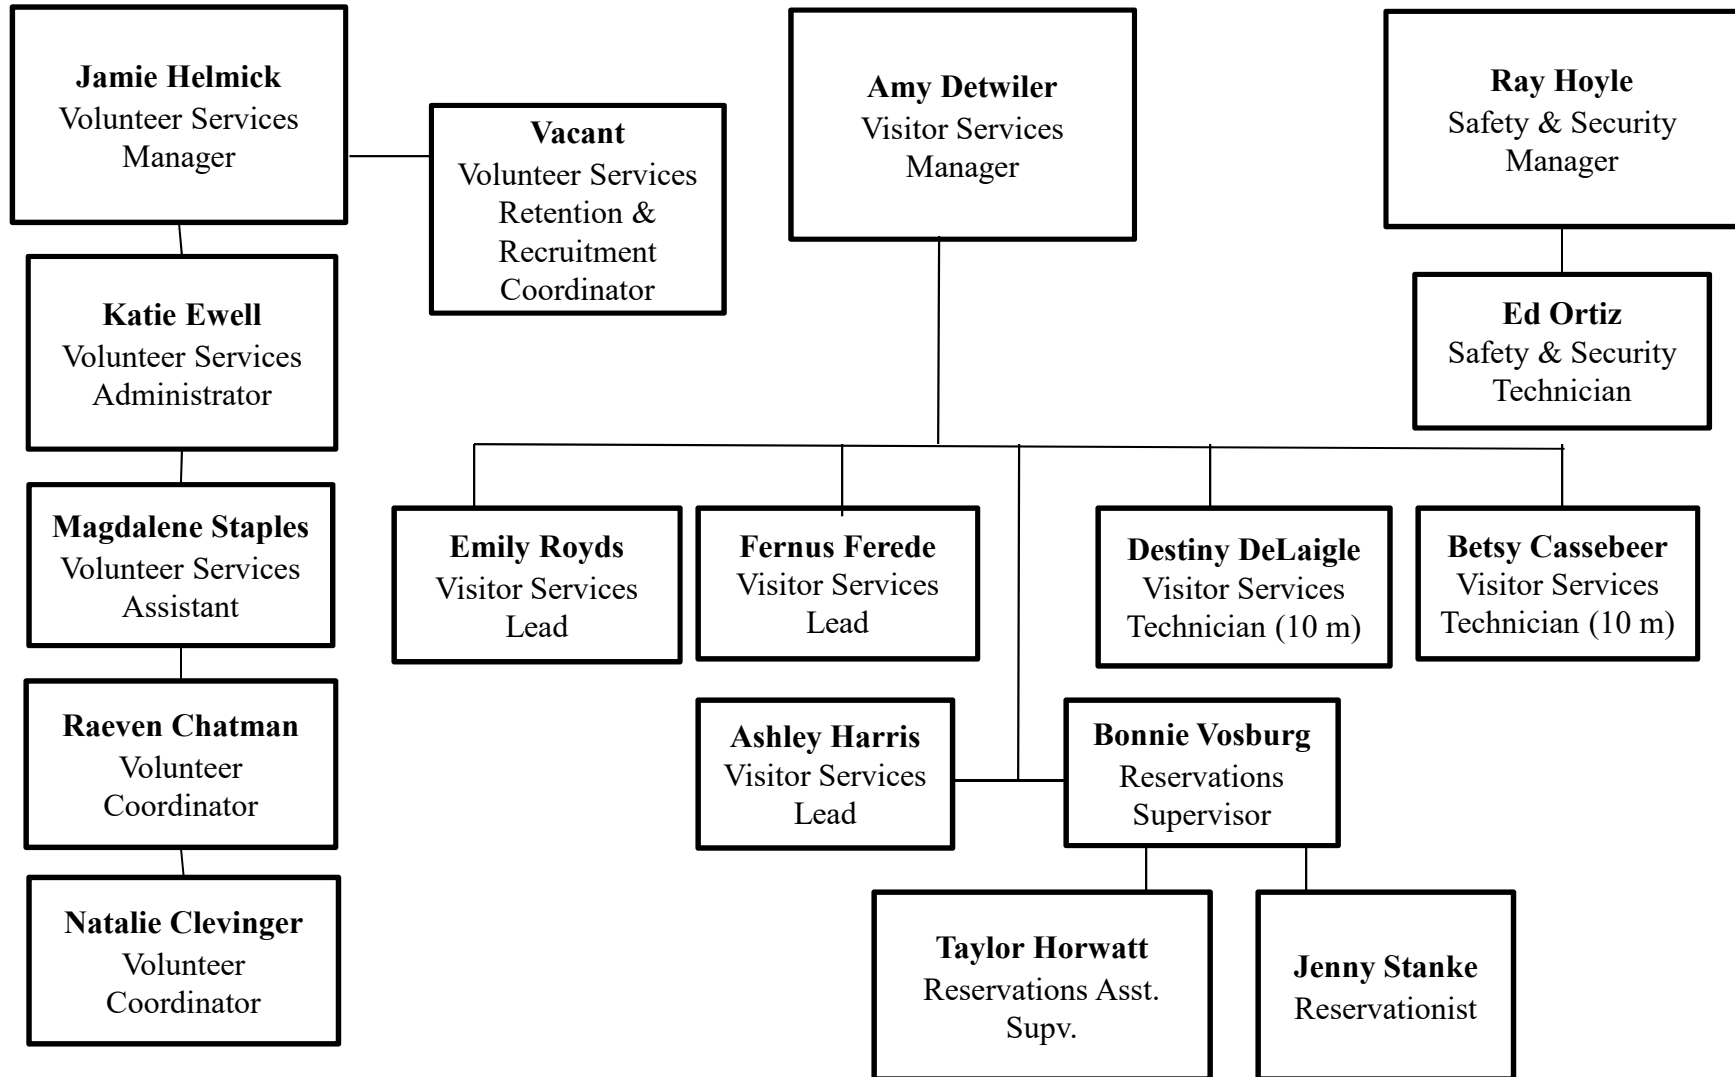 Jamie Helmick
Volunteer Services
Manager
Vacant
Volunteer Services
Retention &
Recruitment
Coordinator
Amy Detwiler
Visitor Services
Manager
Ray Hoyle
Safety & Security
Manager
Katie Ewell
Volunteer Services
Administrator
Ed Ortiz
Safety & Security
Technician
Magdalene Staples
Volunteer Services
Assistant
Emily Royds
Visitor Services
Lead
Fernus Ferede
Visitor Services
Lead
Destiny DeLaigle
Visitor Services
Technician (10 m)
Betsy Cassebeer
Visitor Services
Technician (10 m)
Raeven Chatman
Volunteer
Coordinator
Ashley Harris
Visitor Services
Lead
Bonnie Vosburg
Reservations
Supervisor
Natalie Clevinger
Volunteer
Coordinator
Taylor Horwatt
Reservations Asst.
Supv.
Jenny Stanke
Reservationist